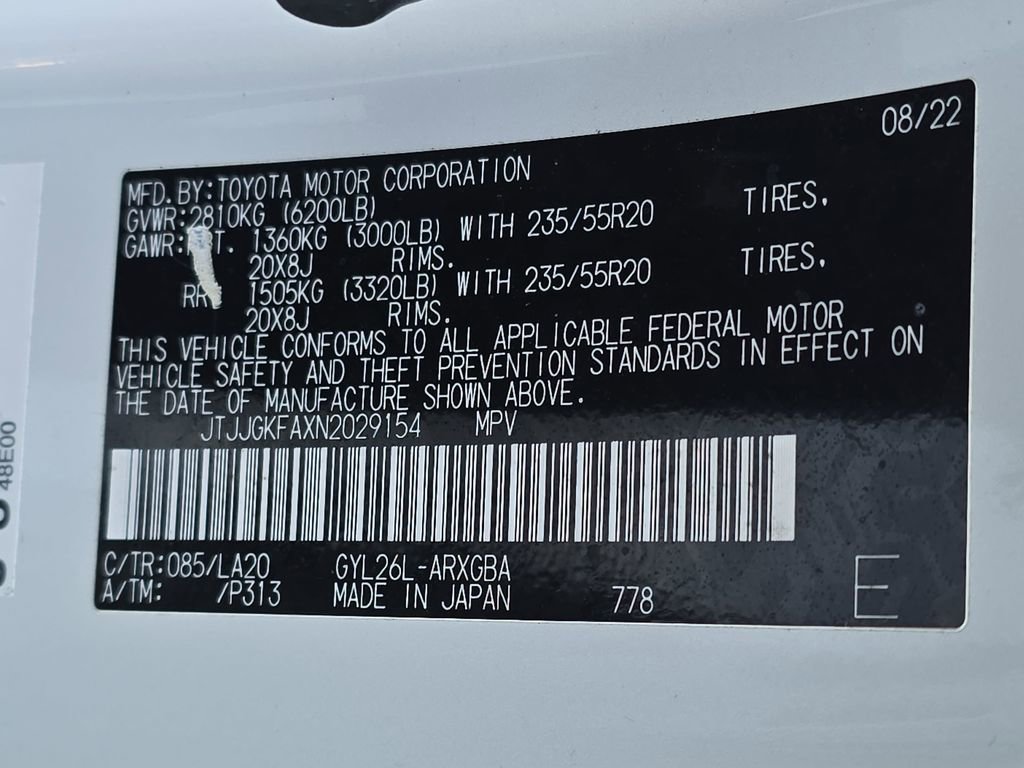 08/22
MFD.BY:TOYOTA MOTOR CORPORATION
GVWR:2810KG (6200LB)
GAWR: T. 1360KG (3000LB) WITH 235/55R20 TIRES.
20X8J RIMS.
RR 1505KG (3320LB) WITH 235/55R20 TIRES.
20X8J RIMS.
THIS VEHICLE CONFORMS TO ALL APPLICABLE FEDERAL MOTOR
VEHICLE SAFETY AND THEFT PREVENTION STANDARDS IN EFFECT ON
THE DATE OF MANUFACTURE SHOWN ABOVE.
JTJJGKFAXN2029154 MPV
C/TR:085/LA20 GYL26L-ARXGBA
A/TM: /P313 MADE IN JAPAN 778 E
48E00